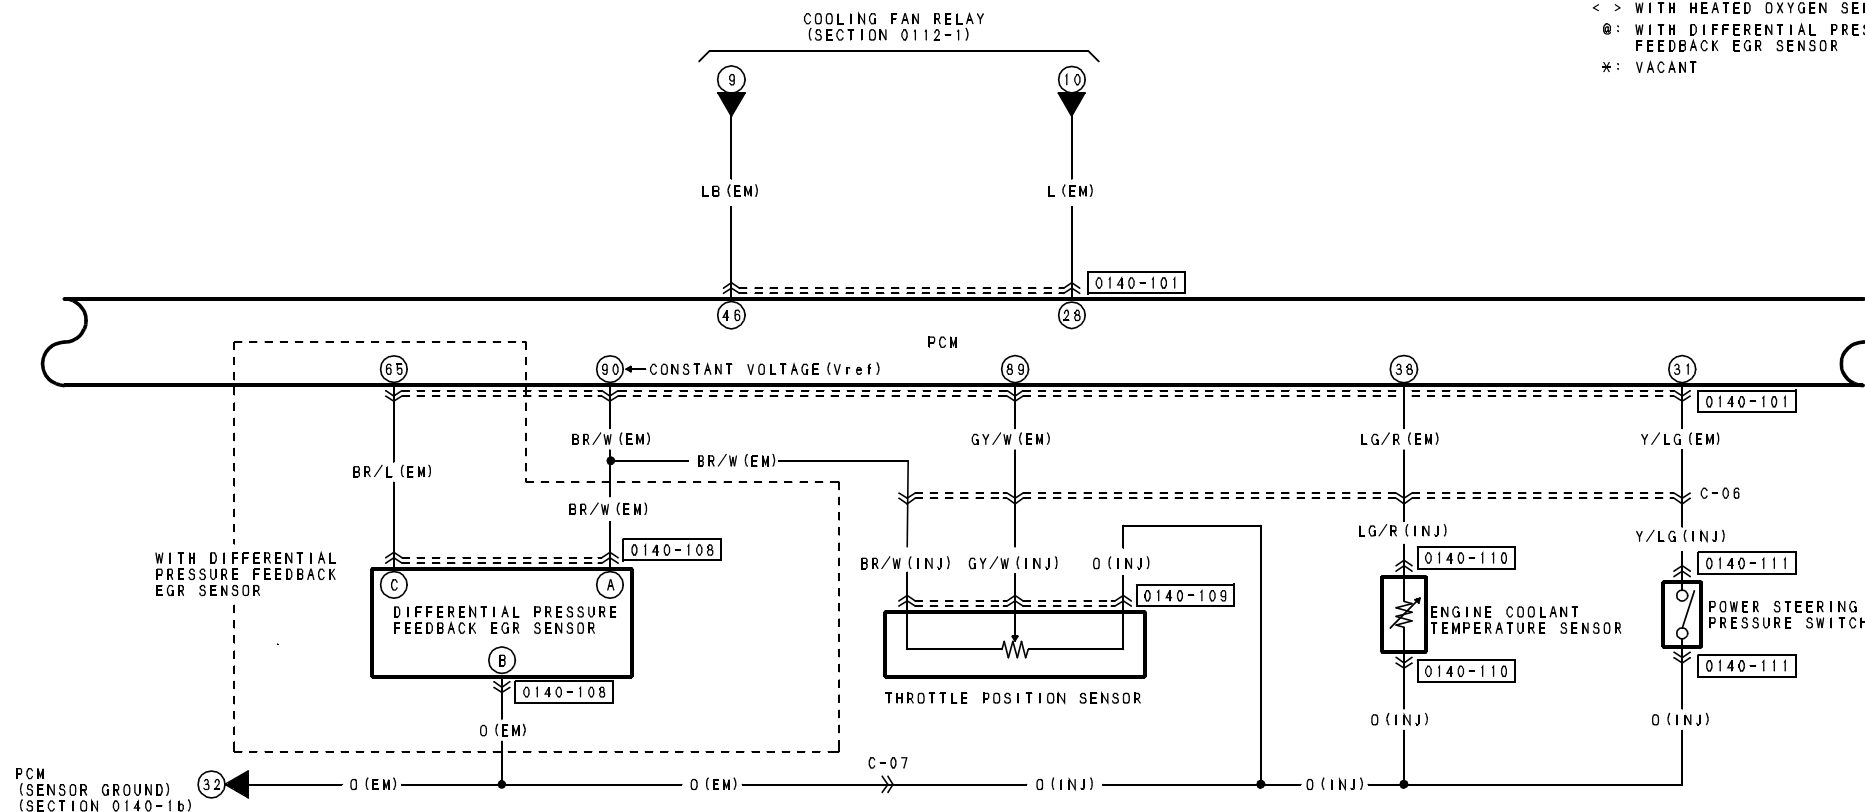 COOLING FAN RELAY
(SECTION 0112-1)
< > WITH HEATED OXYGEN
@: WITH DIFFERENTIAL
FEEDBACK EGR SENSOR
*: VACANT
9
10
LB(EM)
L(EM)
0140-101
46
28
PCM
65
90
CONSTANT VOLTAGE(Vref)
89
38
31
0140-101
BR/W(EM)
GY/W(EM)
LG/R(EM)
Y/LG(EM)
BR/W(EM)
BR/L(EM)
C-06
BR/W(EM)
LG/R(INJ)
Y/LG(INJ)
0140-108
WITH DIFFERENTIAL
PRESSURE FEEDBACK
EGR SENSOR
BR/W(INJ)
GY/W(INJ)
O(INJ)
0140-110
0140-111
C
A
0140-109
DIFFERENTIAL PRESSURE
FEEDBACK EGR SENSOR
ENGINE COOLANT
TEMPERATURE SENSOR
POWER STEERING
PRESSURE SWITCH
B
0140-108
THROTTLE POSITION SENSOR
0140-110
0140-111
O(EM)
O(INJ)
O(INJ)
C-07
PCM
(SENSOR GROUND)
(SECTION 0140-1b)
32
O(EM)
O(EM)
O(INJ)
O(INJ)